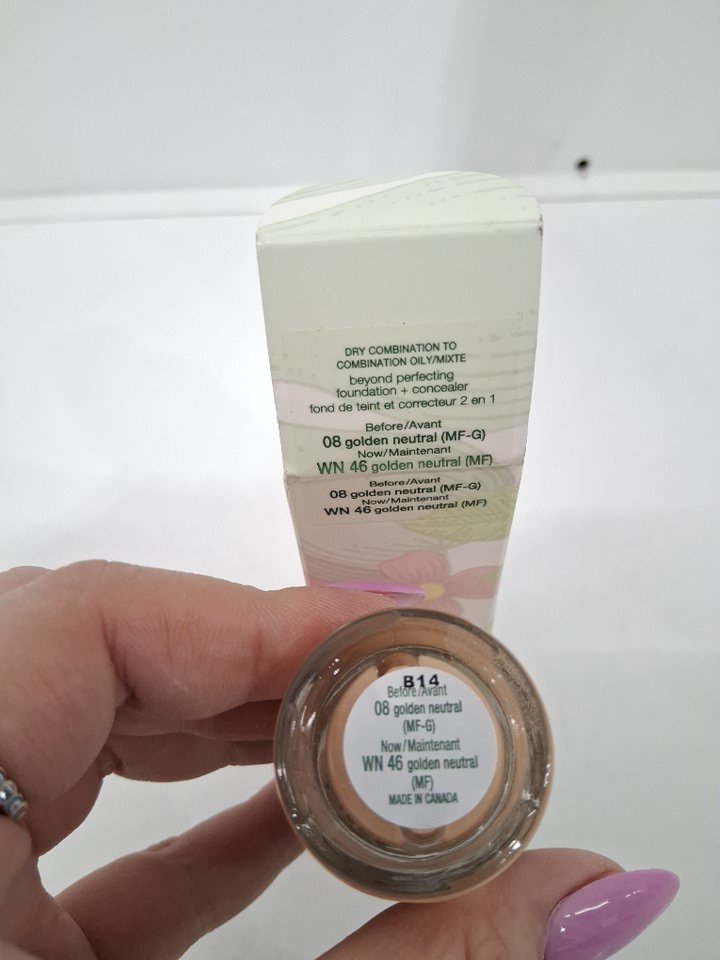 DRY COMBINATION TO
COMBINATION OILY/MIXTE
beyond perfecting
foundation + concealer
fond de teint et correcteur 2 en 1
Before/Avant
08 golden neutral (MF-G)
Now/Maintenant
WN 46 golden neutral (MF)
Before/Avant
08 golden neutral (MF-G)
Now/Maintenant
WN 46 golden neutral (MF)
B14
Before/Avant
08 golden neutral
(MF-G)
Now/Maintenant
WN 46 golden neutral
(MF)
MADE IN CANADA